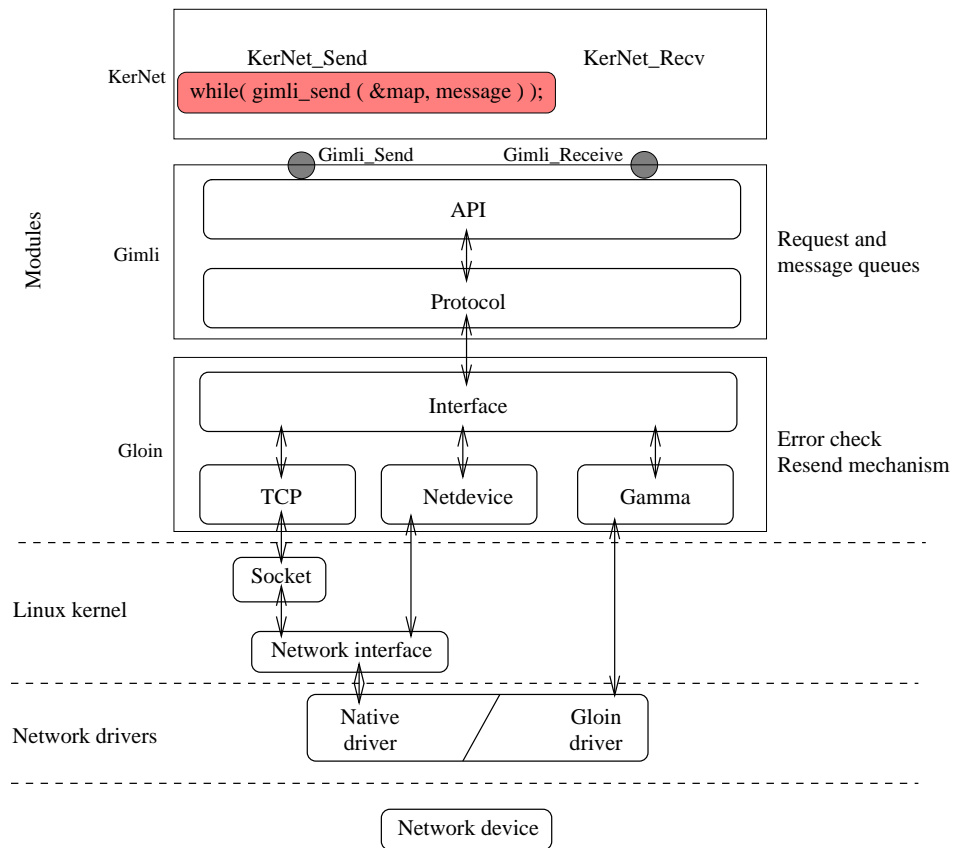 KerNet_Send
KerNet_Recv
KerNet
while( gimli_send ( &map, message ) );
Gimli_Send
Gimli_Receive
Modules
API
Gimli
Request and
message queues
Protocol
Interface
Gloin
Error check
Resend mechanism
TCP
Netdevice
Gamma
Socket
Linux kernel
Network interface
Native
driver
Gloin
driver
Network drivers
Network device